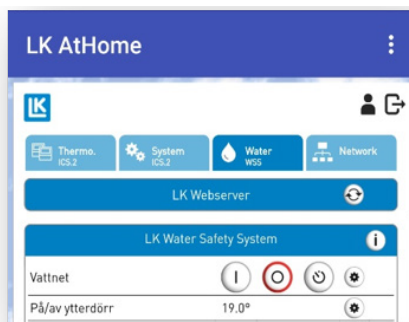 LK AtHome
LK
Thermo.
ICS.2
System
ICS.2
Water
WSS
Network
LK Webserver
LK Water Safety System
i
Vattnet
På/av ytterdörr 19.0°